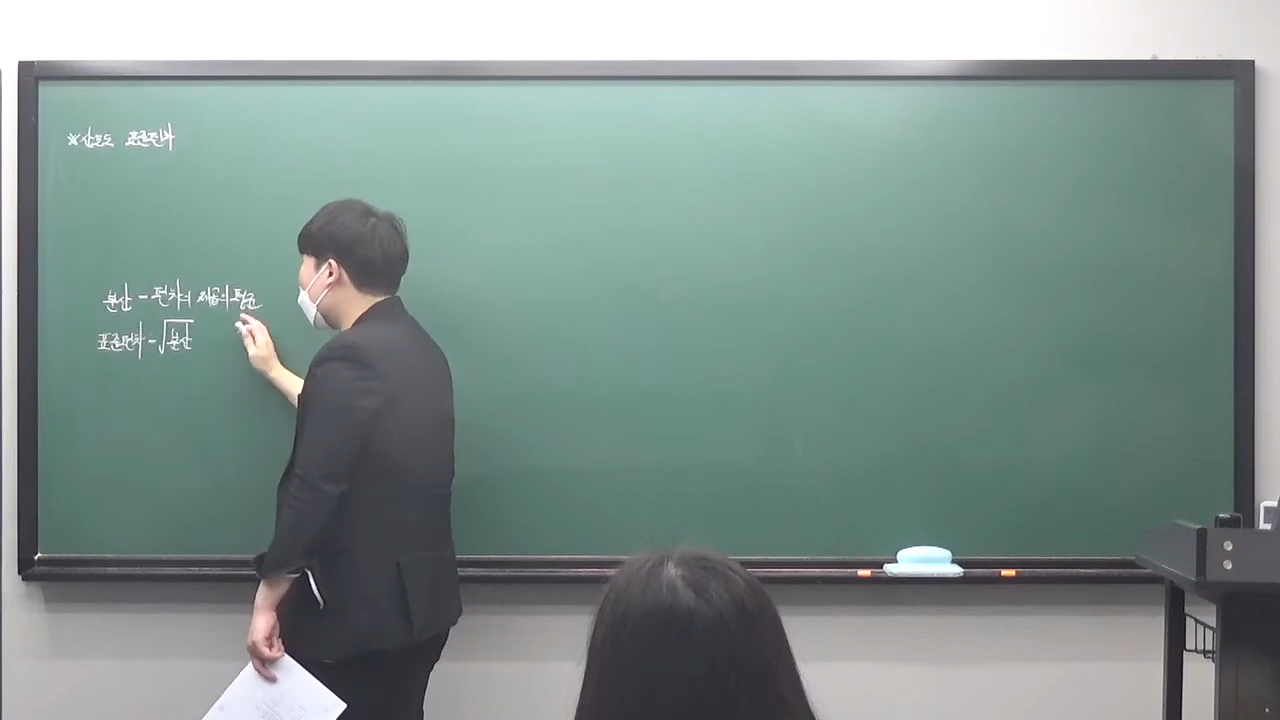 ※산포도 표준편차
분산 - 편차의 제곱의 평균
표준편차 - √분산